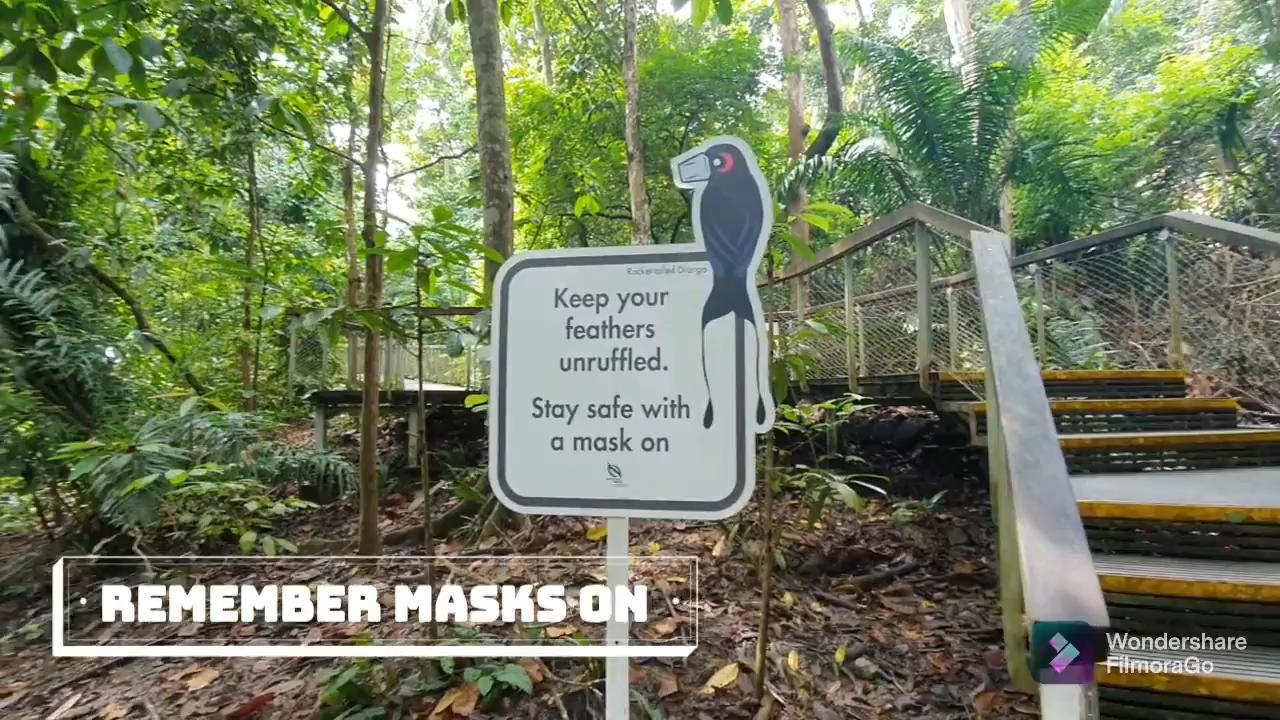 Racket-tailed Drongo
Keep your
feathers
unruffled.
Stay safe with
a mask on
REMEMBER MASKS ON
Wondershare
FilmoraGo